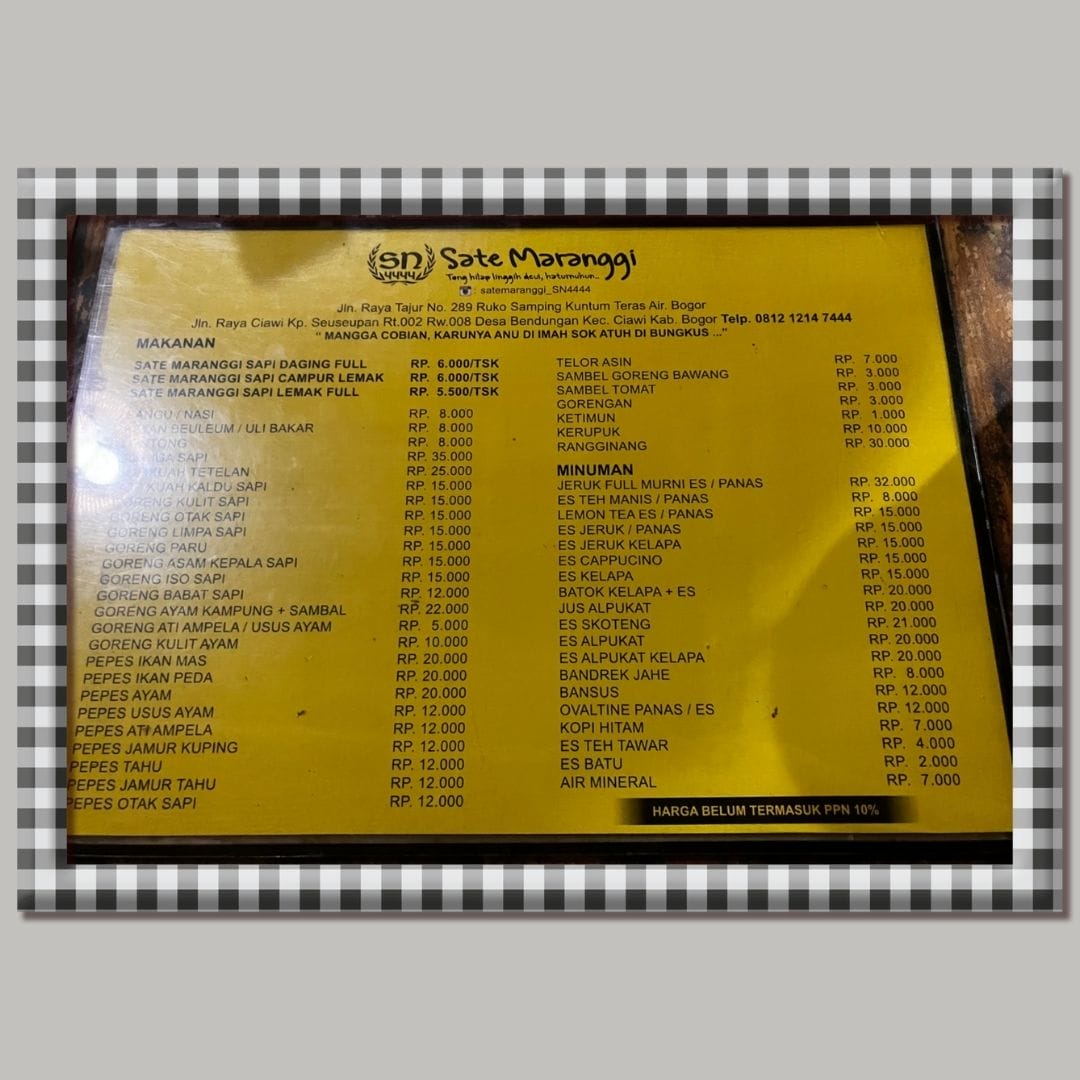 SN
4444
Sate Maranggi
Tong hilap linggih deui, haturnuhun..
: satemaranggi_SN4444
Jln. Raya Tajur No. 289 Ruko Samping Kuntum Teras Air. Bogor
Jln. Raya Ciawi Kp. Seuseupan Rt.002 Rw.008 Desa Bendungan Kec. Ciawi Kab. Bogor Telp. 0812 1214 7444
" MANGGA COBIAN, KARUNYA ANU DI IMAH SOK ATUH DI BUNGKUS ..."
MAKANAN
SATE MARANGGI SAPI DAGING FULL RP. 6.000/TSK
SATE MARANGGI SAPI CAMPUR LEMAK RP. 6.000/TSK
SATE MARANGGI SAPI LEMAK FULL RP. 5.500/TSK
/ NASI RP. 8.000
BEULEUM / ULI BAKAR RP. 8.000
RP. 8.000
SAPI RP. 35.000
KUAH TETELAN RP. 25.000
KUAH KALDU SAPI RP. 15.000
GORENG KULIT SAPI RP. 15.000
GORENG OTAK SAPI RP. 15.000
GORENG LIMPA SAPI RP. 15.000
GORENG PARU RP. 15.000
GORENG ASAM KEPALA SAPI RP. 15.000
GORENG ISO SAPI RP. 15.000
GORENG BABAT SAPI RP. 12.000
GORENG AYAM KAMPUNG + SAMBAL RP. 22.000
GORENG ATI AMPELA / USUS AYAM RP. 5.000
GORENG KULIT AYAM RP. 10.000
PEPES IKAN MAS RP. 20.000
PEPES IKAN PEDA RP. 20.000
PEPES AYAM RP. 20.000
PEPES USUS AYAM RP. 12.000
PEPES ATI AMPELA RP. 12.000
PEPES JAMUR KUPING RP. 12.000
PEPES TAHU RP. 12.000
PEPES JAMUR TAHU RP. 12.000
PEPES OTAK SAPI RP. 12.000
TELOR ASIN RP. 7.000
SAMBEL GORENG BAWANG RP. 3.000
SAMBEL TOMAT RP. 3.000
GORENGAN RP. 3.000
KETIMUN RP. 1.000
KERUPUK RP. 10.000
RANGGINANG RP. 30.000
MINUMAN
JERUK FULL MURNI ES / PANAS RP. 32.000
ES TEH MANIS / PANAS RP. 8.000
LEMON TEA ES / PANAS RP. 15.000
ES JERUK / PANAS RP. 15.000
ES JERUK KELAPA RP. 15.000
ES CAPPUCINO RP. 15.000
ES KELAPA RP. 15.000
BATOK KELAPA + ES RP. 20.000
JUS ALPUKAT RP. 20.000
ES SKOTENG RP. 21.000
ES ALPUKAT RP. 20.000
ES ALPUKAT KELAPA RP. 20.000
BANDREK JAHE RP. 8.000
BANSUS RP. 12.000
OVALTINE PANAS / ES RP. 12.000
KOPI HITAM RP. 7.000
ES TEH TAWAR RP. 4.000
ES BATU RP. 2.000
AIR MINERAL RP. 7.000
HARGA BELUM TERMASUK PPN 10%